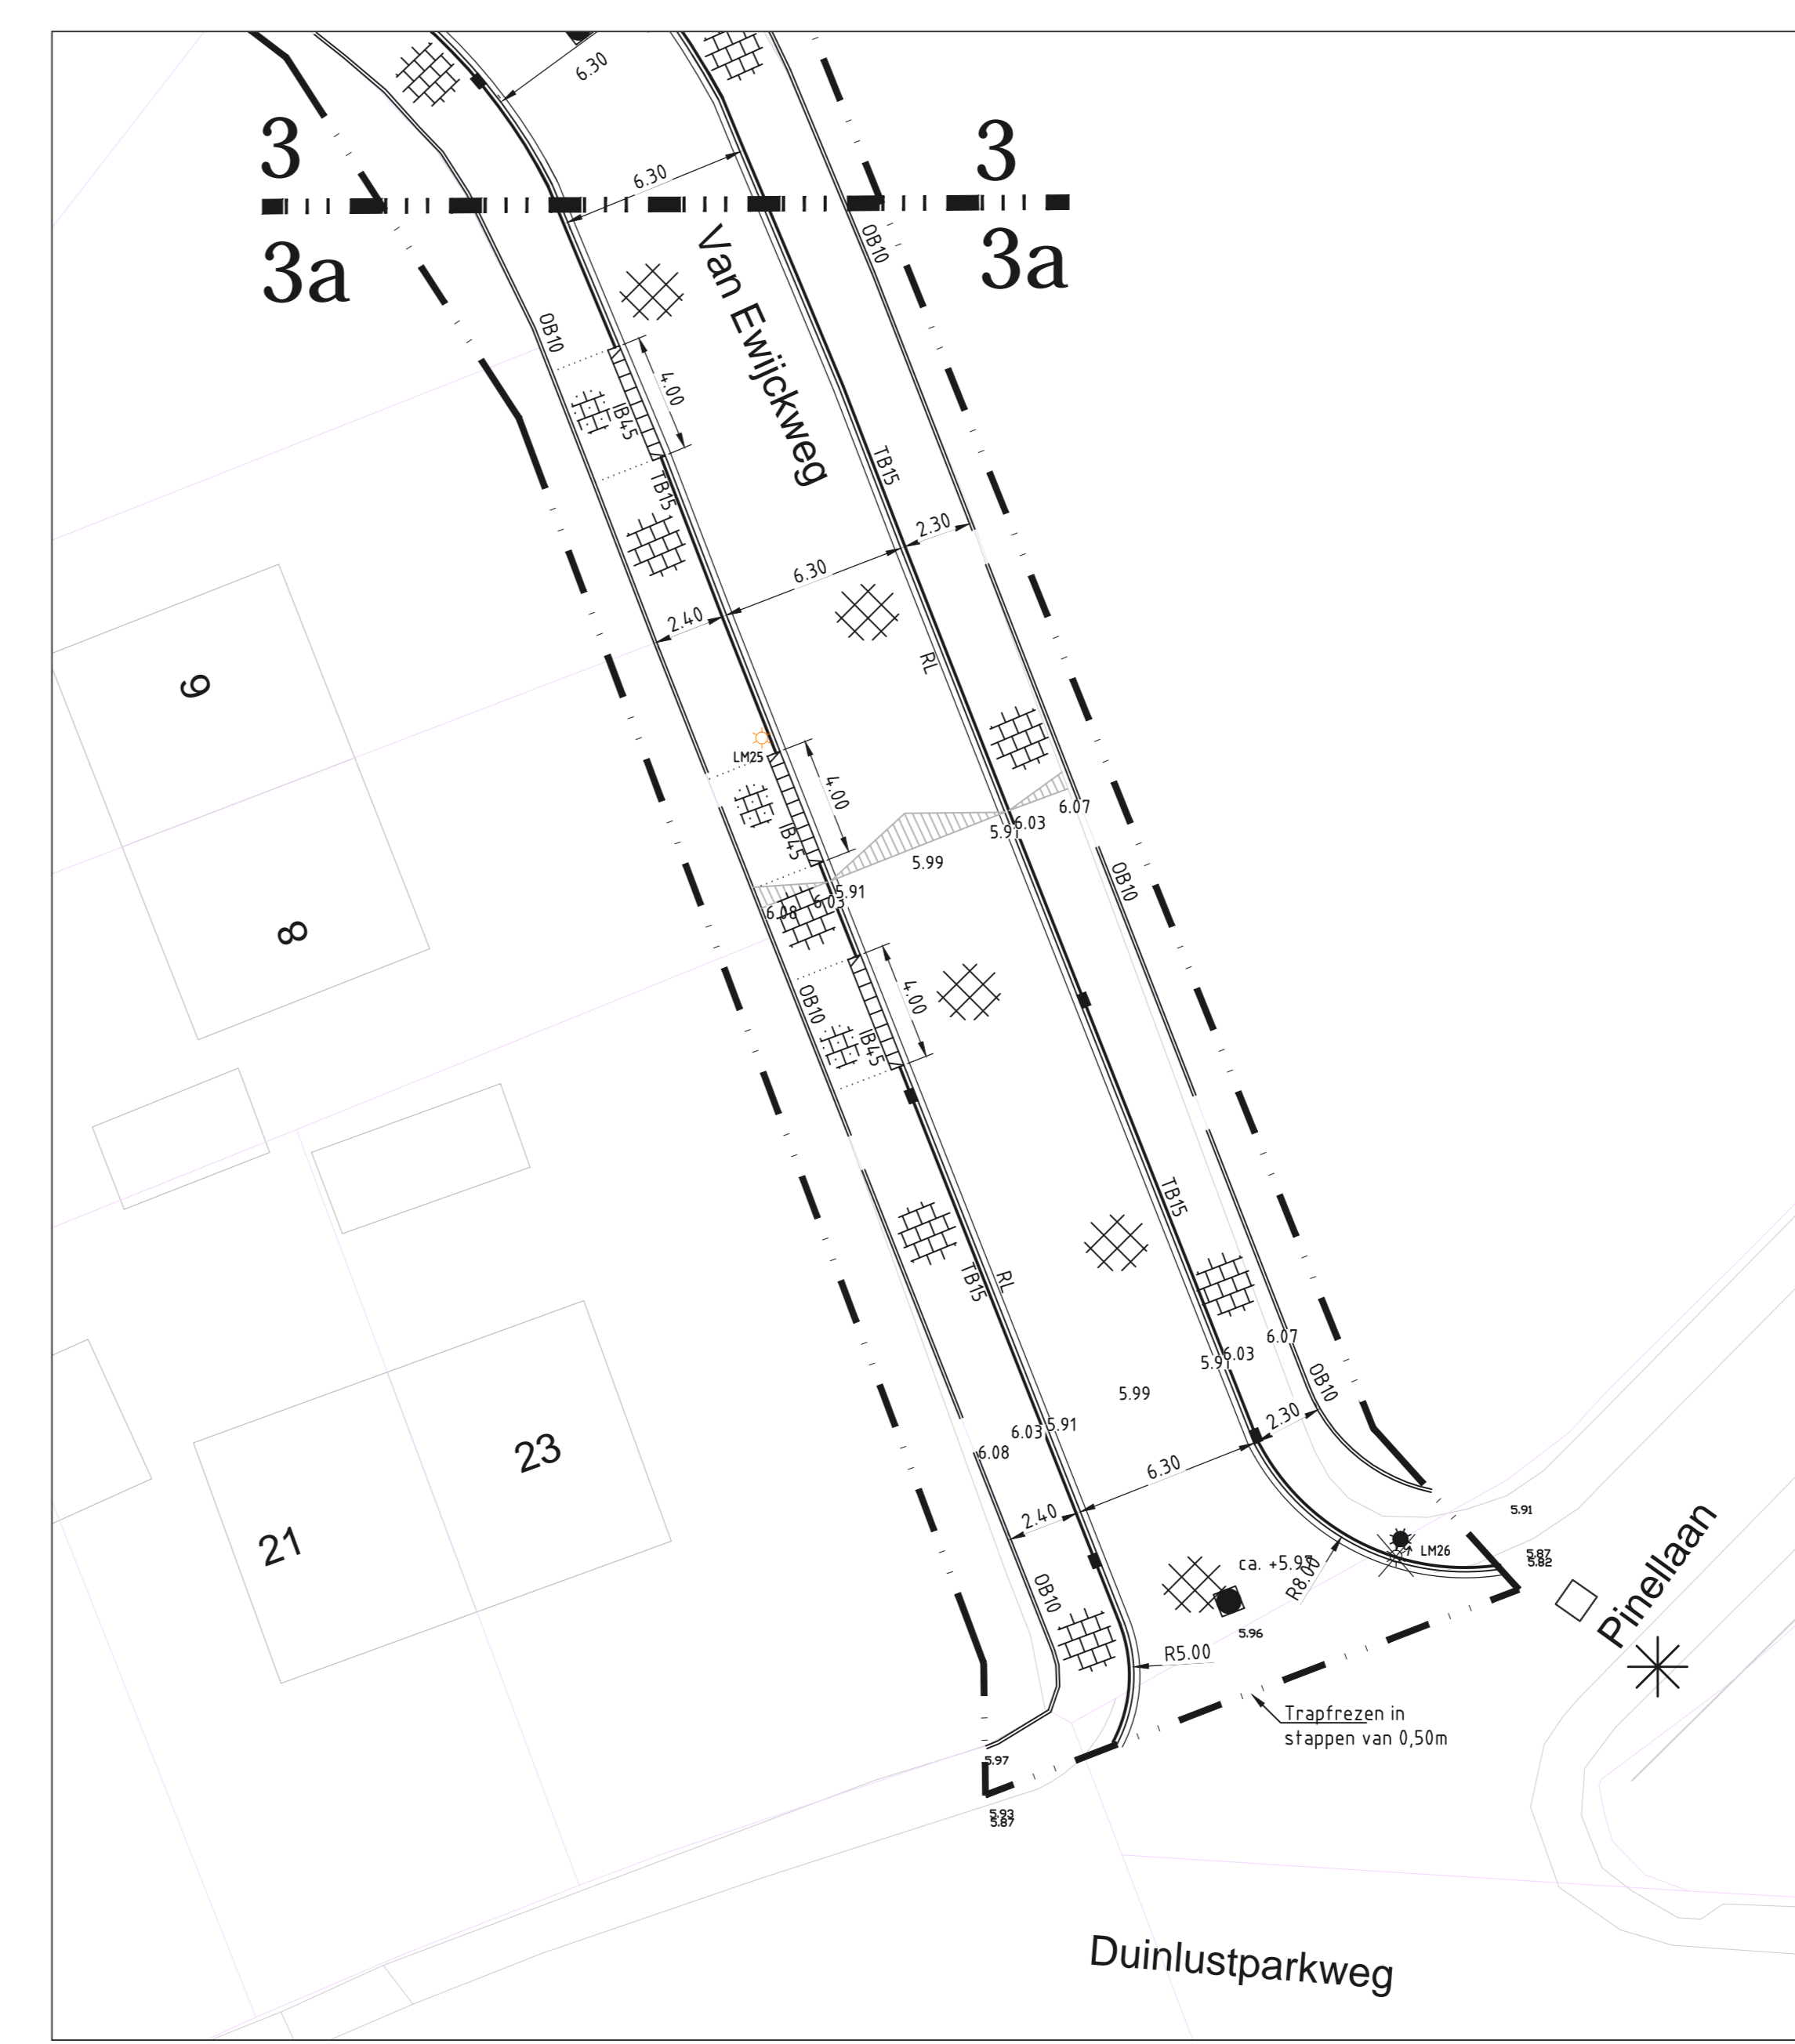 6.30
3
3
6.30
3a
3a
OB10
Van Ewijckweg
OB10
4.00
IB45
TB15
TB15
2.30
6.30
2.40
RL
9
LM25
4.00
IB45
6.07
6.03
5.91
5.99
5.91
6.03
6.08
OB10
8
OB10
4.00
IB45
TB15
RL
TB15
6.07
6.03
5.91
5.99
OB10
5.91
6.03
6.08
2.30
6.30
2.40
23
21
5.91
LM26
5.87
5.82
ca. +5.97
R8.00
OB10
5.96
R5.00
Pinellaan
Trapfrezen in
stappen van 0,50m
5.97
5.93
5.87
Duinlustparkweg